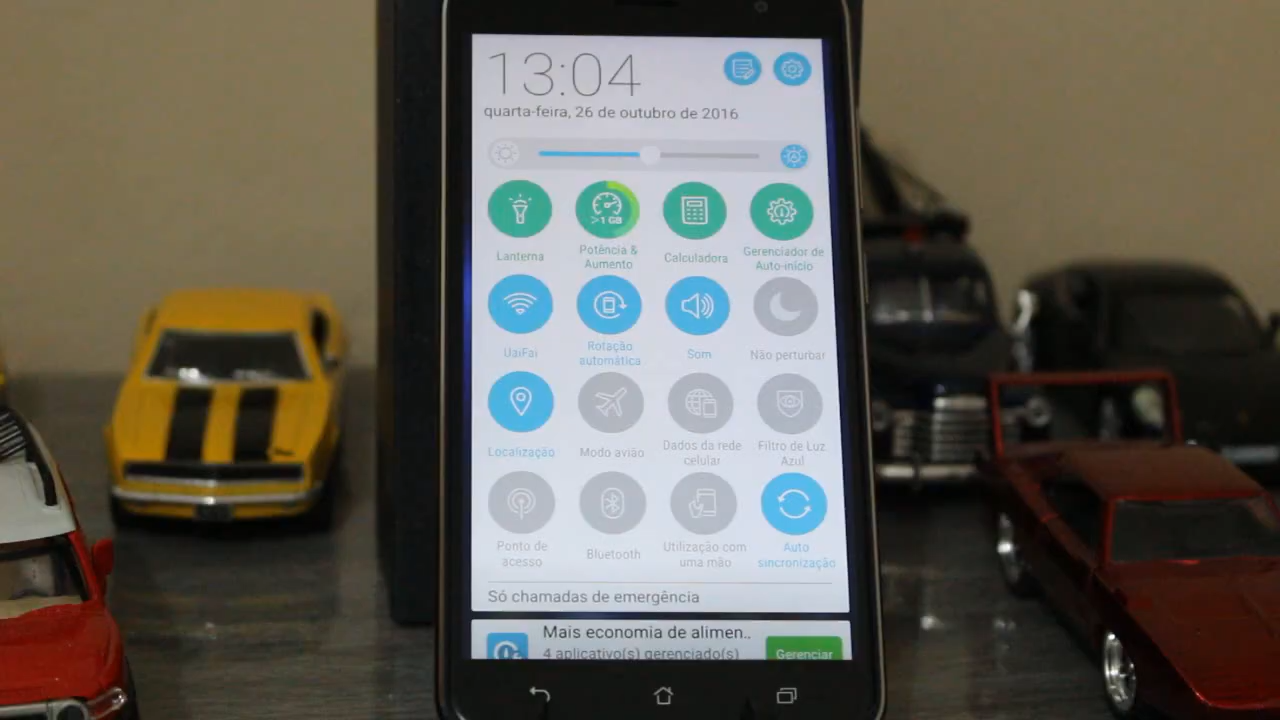 13:04
quarta-feira, 26 de outubro de 2016
>1 GB
Lanterna
Potência &
Aumento
Calculadora
Gerenciador de
Auto-início
UaiFai
Rotação
automática
Som
Não perturbar
Localização
Modo avião
Dados da rede
celular
Filtro de Luz
Azul
Ponto de
acesso
Bluetooth
Utilização com
uma mão
Auto
sincronização
Só chamadas de emergência
Mais economia de alimen..
4 aplicativo(s) gerenciado(s)
Gerenciar